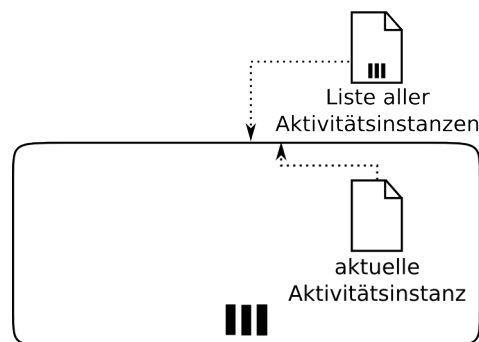 Liste aller
Aktivitätsinstanzen
aktuelle
Aktivitätsinstanz